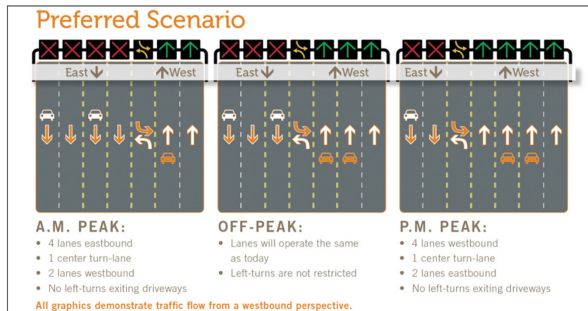 Preferred Scenario
East West
East West
East West
A.M. PEAK:
• 4 lanes eastbound
• 1 center turn-lane
• 2 lanes westbound
• No left-turns exiting driveways
OFF-PEAK:
• Lanes will operate the same
as today
• Left-turns are not restricted
P.M. PEAK:
• 4 lanes westbound
• 1 center turn-lane
• 2 lanes eastbound
• No left-turns exiting driveways
All graphics demonstrate traffic flow from a westbound perspective.